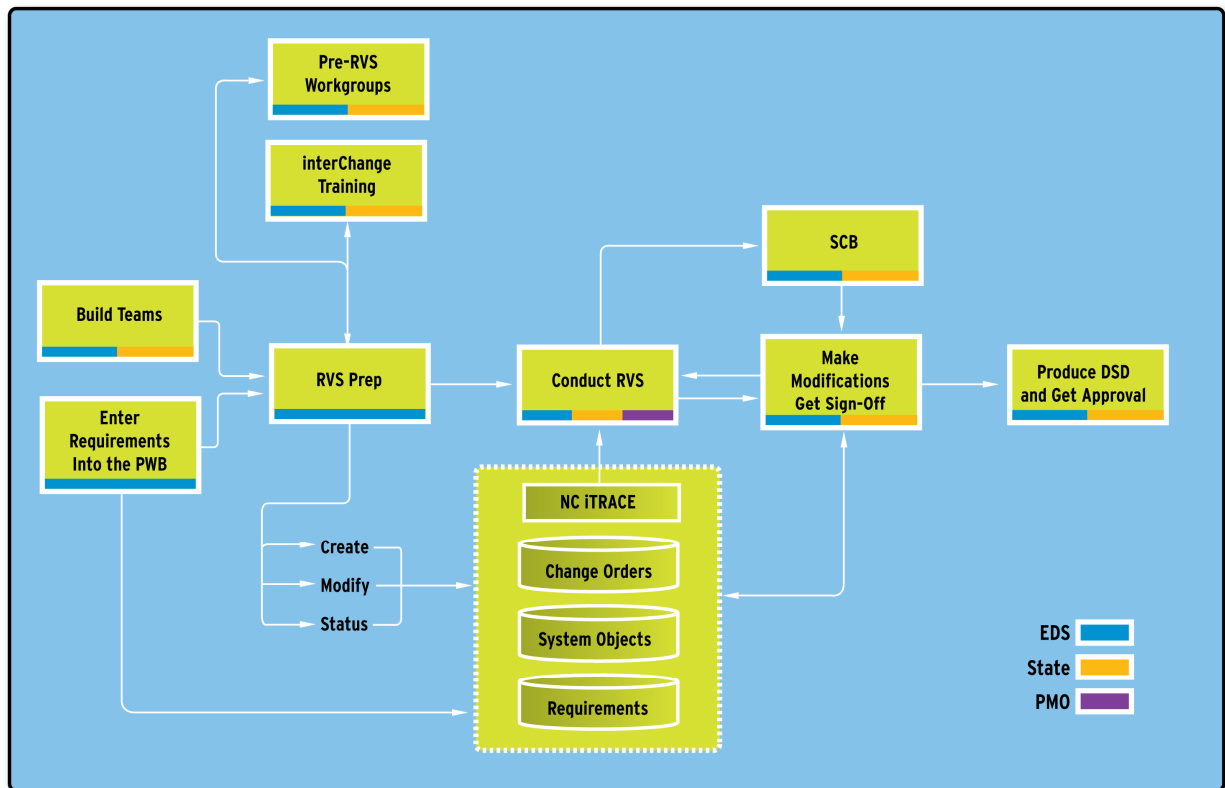 Pre-RVS
Workgroups
interChange
Training
SCB
Build Teams
RVS Prep
Conduct RVS
Make
Modifications
Get Sign-Off
Produce DSD
and Get Approval
Enter
Requirements
Into the PWB
NC iTRACE
Create
Change Orders
Modify
Status
System Objects
Requirements
EDS
State
PMO